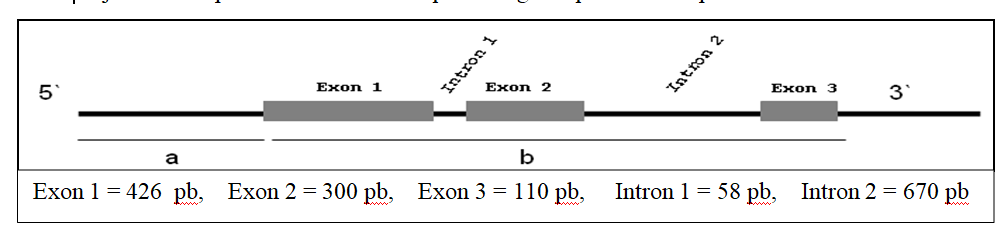 Intron 1
Intron 2
Exon 1
Exon 2
Exon 3
5`
3`
a
b
Exon 1 = 426 pb, Exon 2 = 300 pb, Exon 3 = 110 pb, Intron 1 = 58 pb, Intron 2 = 670 pb